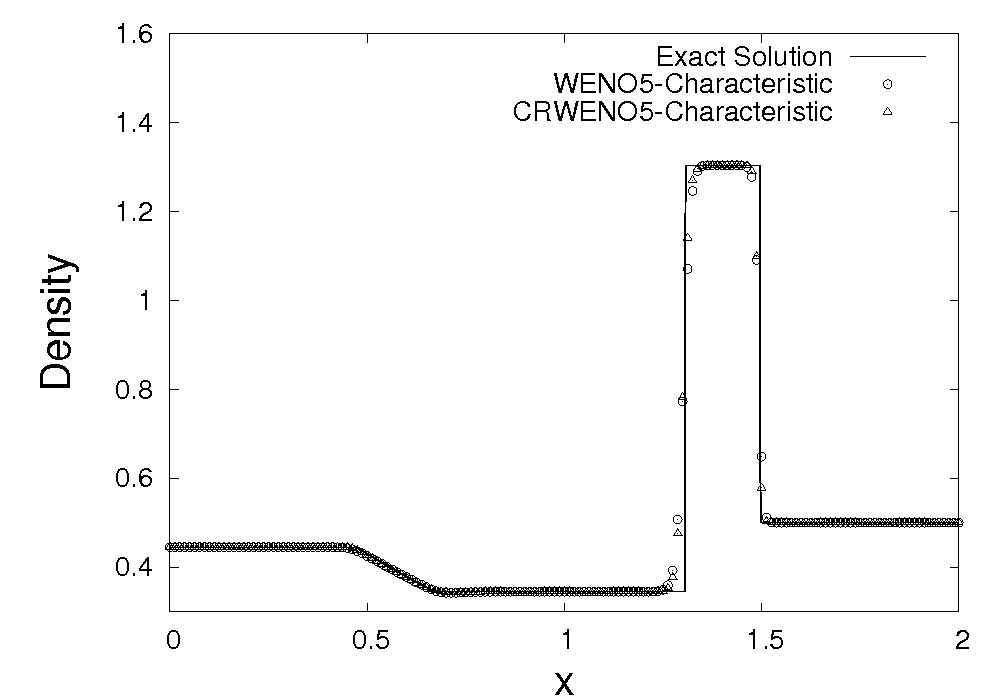 1.6
Exact Solution
WENO5-Characteristic
CRWENO5-Characteristic
1.4
1.2
1
0.8
0.6
0.4
Density
0 0.5 1 1.5 2
x